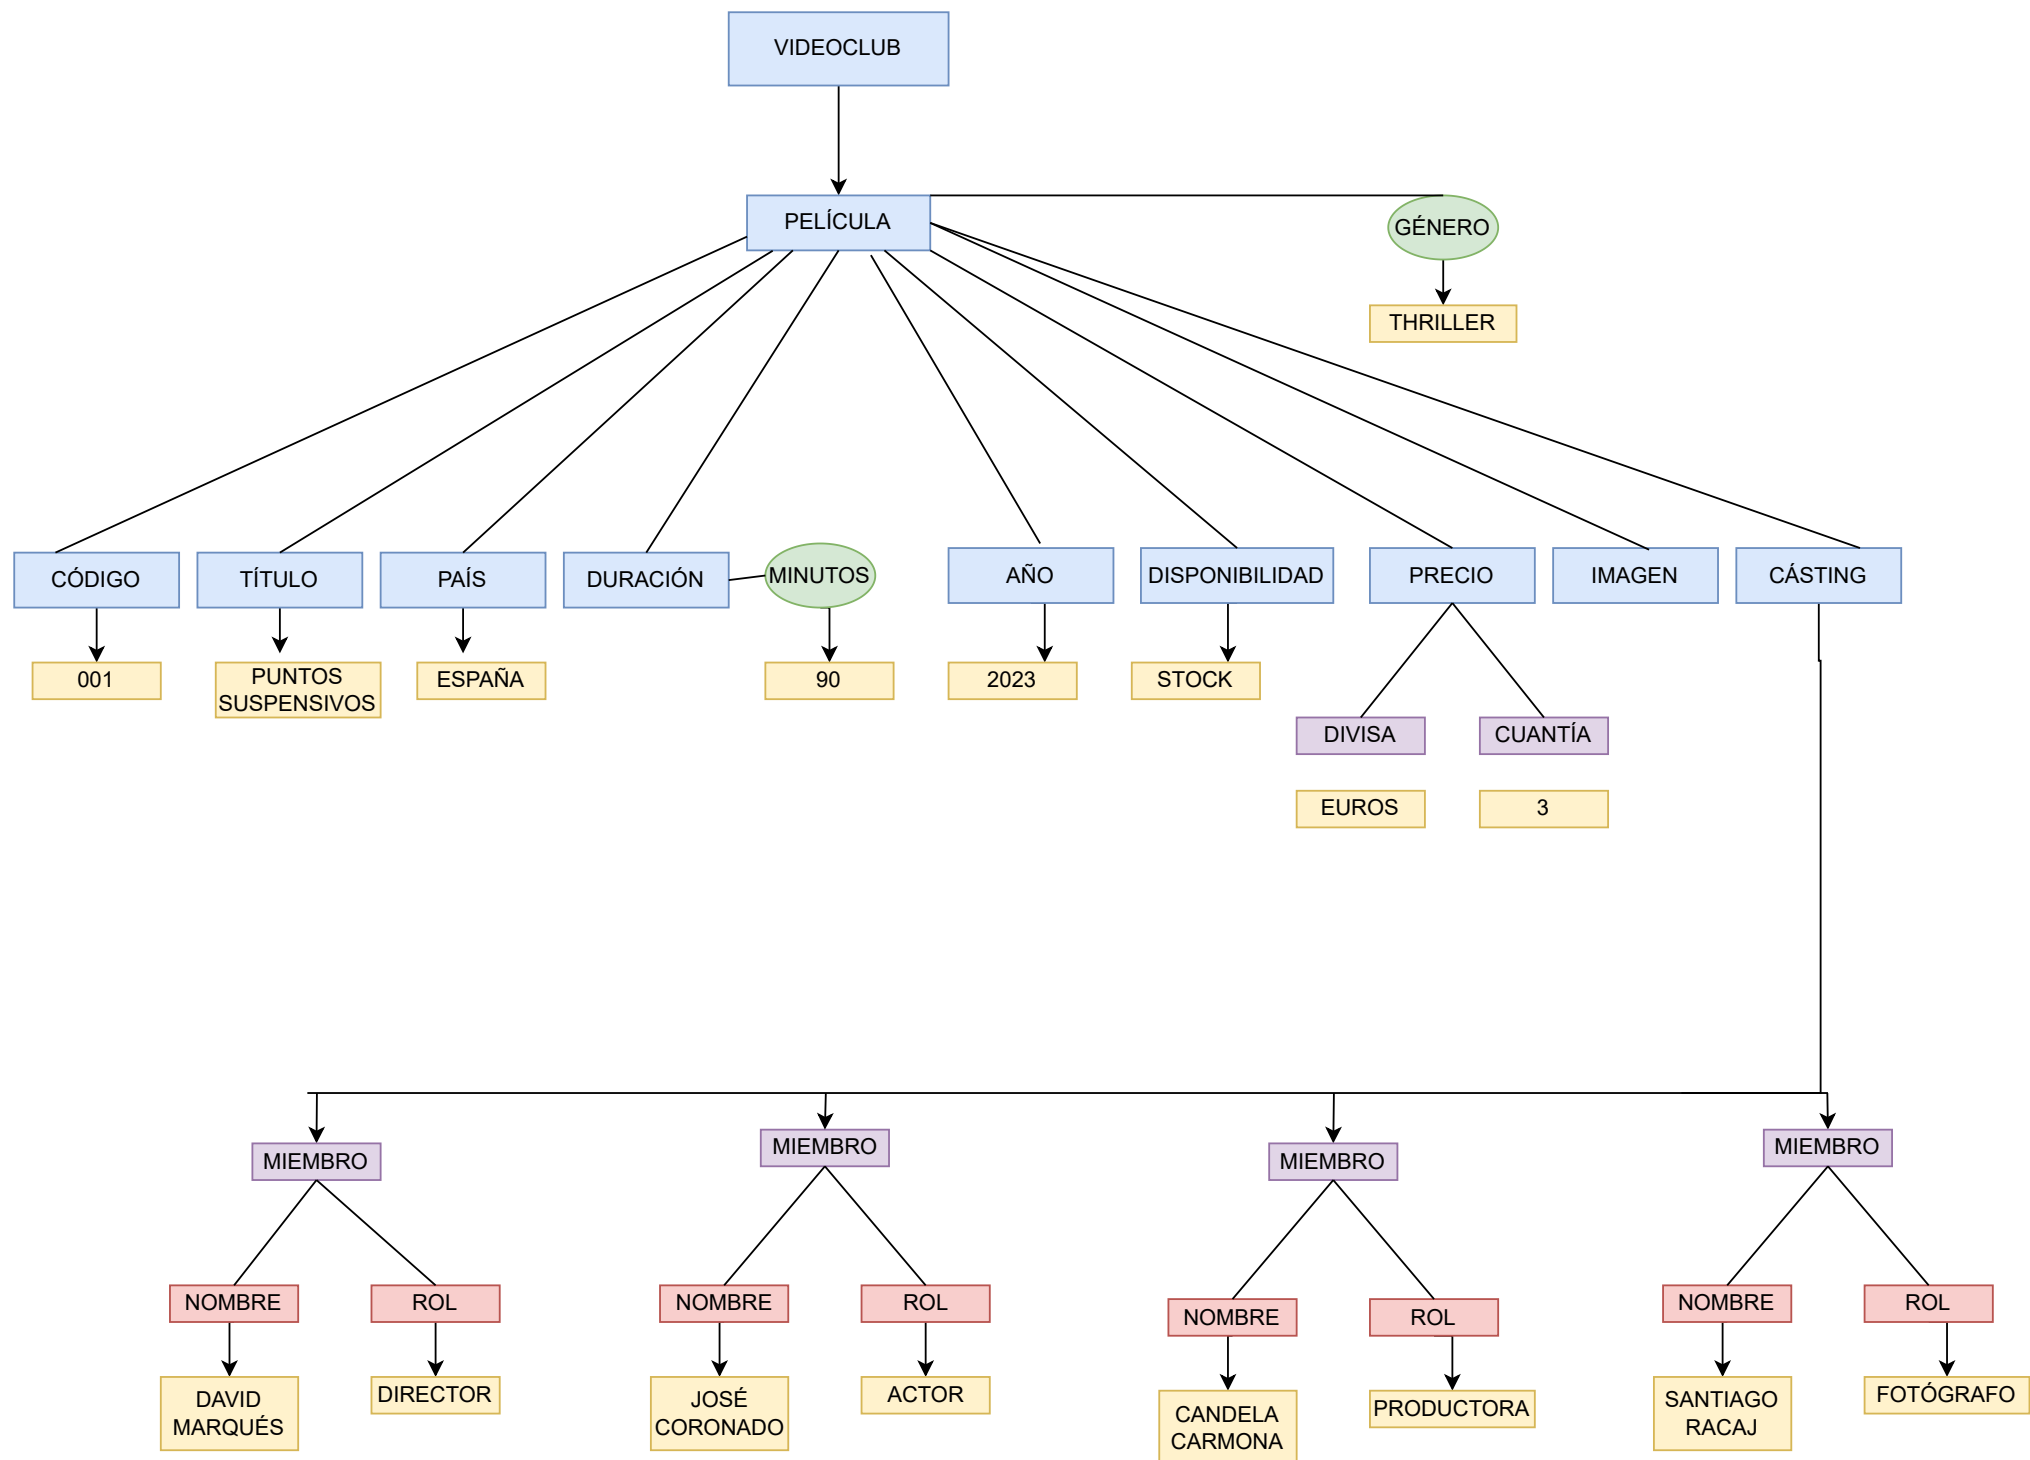 VIDEOCLUB
PELÍCULA
GÉNERO
THRILLER
CÓDIGO
TÍTULO
PAÍS
DURACIÓN
MINUTOS
AÑO
DISPONIBILIDAD
PRECIO
IMAGEN
CÁSTING
001
PUNTOS
SUSPENSIVOS
ESPAÑA
90
2023
STOCK
DIVISA
CUANTÍA
EUROS
3
MIEMBRO
MIEMBRO
MIEMBRO
MIEMBRO
NOMBRE
ROL
NOMBRE
ROL
NOMBRE
ROL
NOMBRE
ROL
DAVID
MARQUÉS
DIRECTOR
JOSÉ
CORONADO
ACTOR
CANDELA
CARMONA
PRODUCTORA
SANTIAGO
RACAJ
FOTÓGRAFO